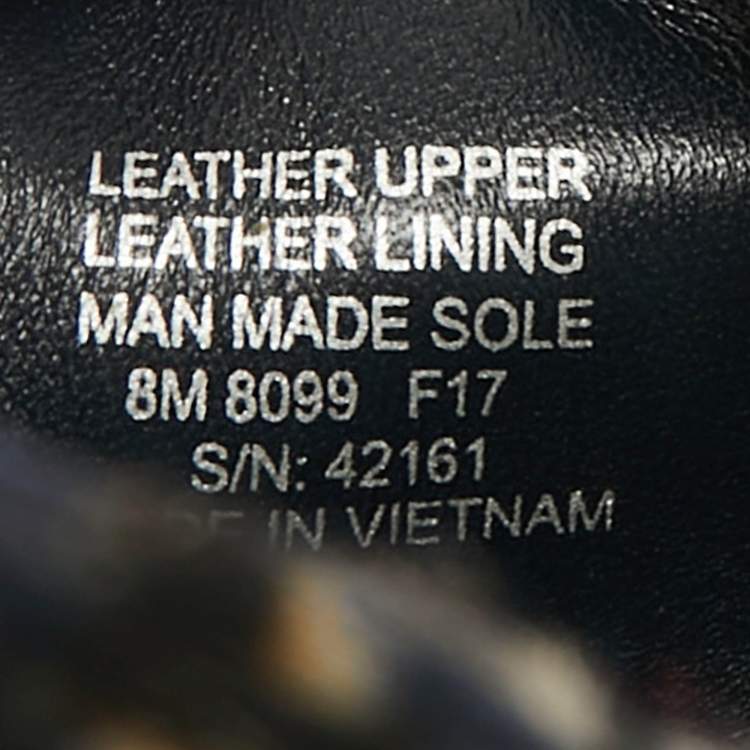 LEATHER UPPER
LEATHER LINING
MAN MADE SOLE
8M 8099 F17
S/N: 42161
IN VIETNAM